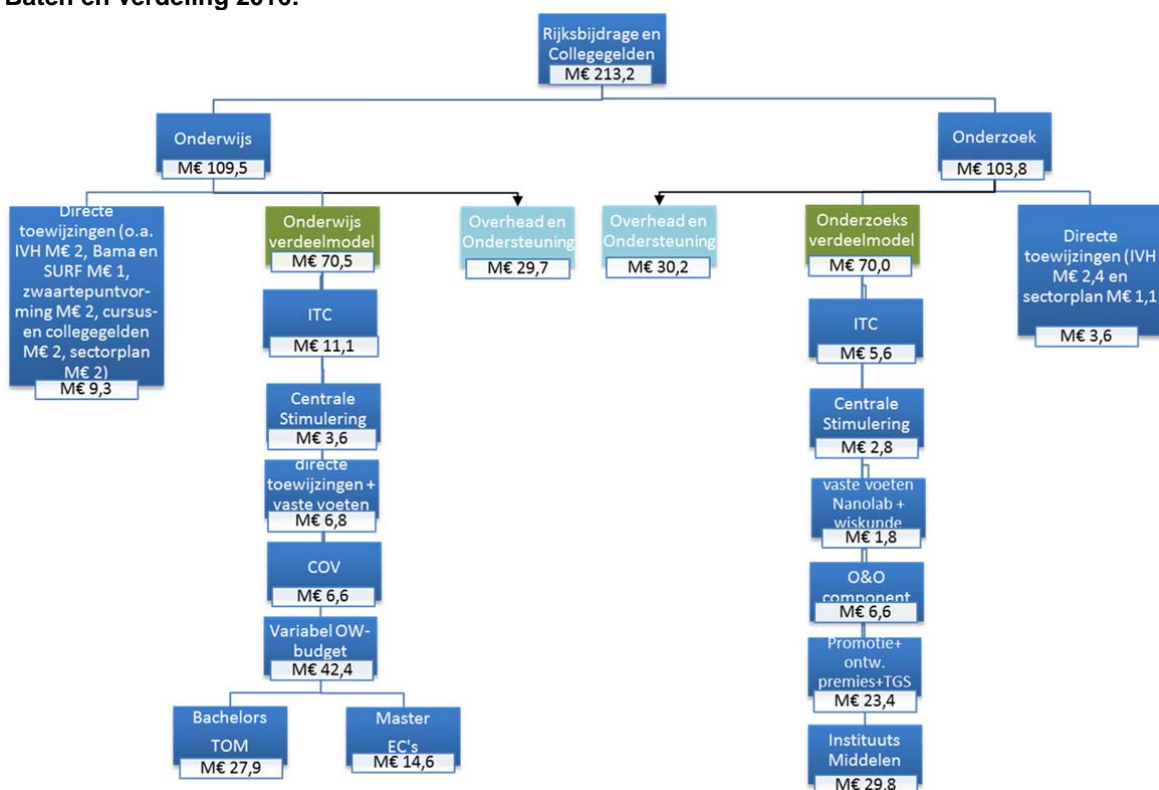 Baten en verdeling 2016:
Rijksbijdrage en
Collegegelden
M€ 213,2
Onderwijs
M€ 109,5
Onderzoek
M€ 103,8
Directe
toewijzingen (o.a.
IVH M€ 2, Bama en
SURF M€ 1,
zwaartepuntvor-
ming M€ 2, cursus-
en collegegelden
M€ 2, sectorplan
M€ 2)
M€ 9,3
Onderwijs
verdeelmodel
M€ 70,5
Overhead en
Ondersteuning
M€ 29,7
Overhead en
Ondersteuning
M€ 30,2
Onderzoeks
verdeelmodel
M€ 70,0
Directe
toewijzingen (IVH
M€ 2,4 en
sectorplan M€ 1,1
M€ 3,6
ITC
M€ 11,1
Centrale
Stimulering
M€ 3,6
directe
toewijzingen +
vaste voeten
M€ 6,8
COV
M€ 6,6
Variabel OW-
budget
M€ 42,4
Bachelors
TOM
M€ 27,9
Master
EC's
M€ 14,6
ITC
M€ 5,6
Centrale
Stimulering
M€ 2,8
vaste voeten
Nanolab +
wiskunde
M€ 1,8
O&O
component
M€ 6,6
Promotie+
ontw.
premies+TGS
M€ 23,4
Instituuts
Middelen
M€ 29,8